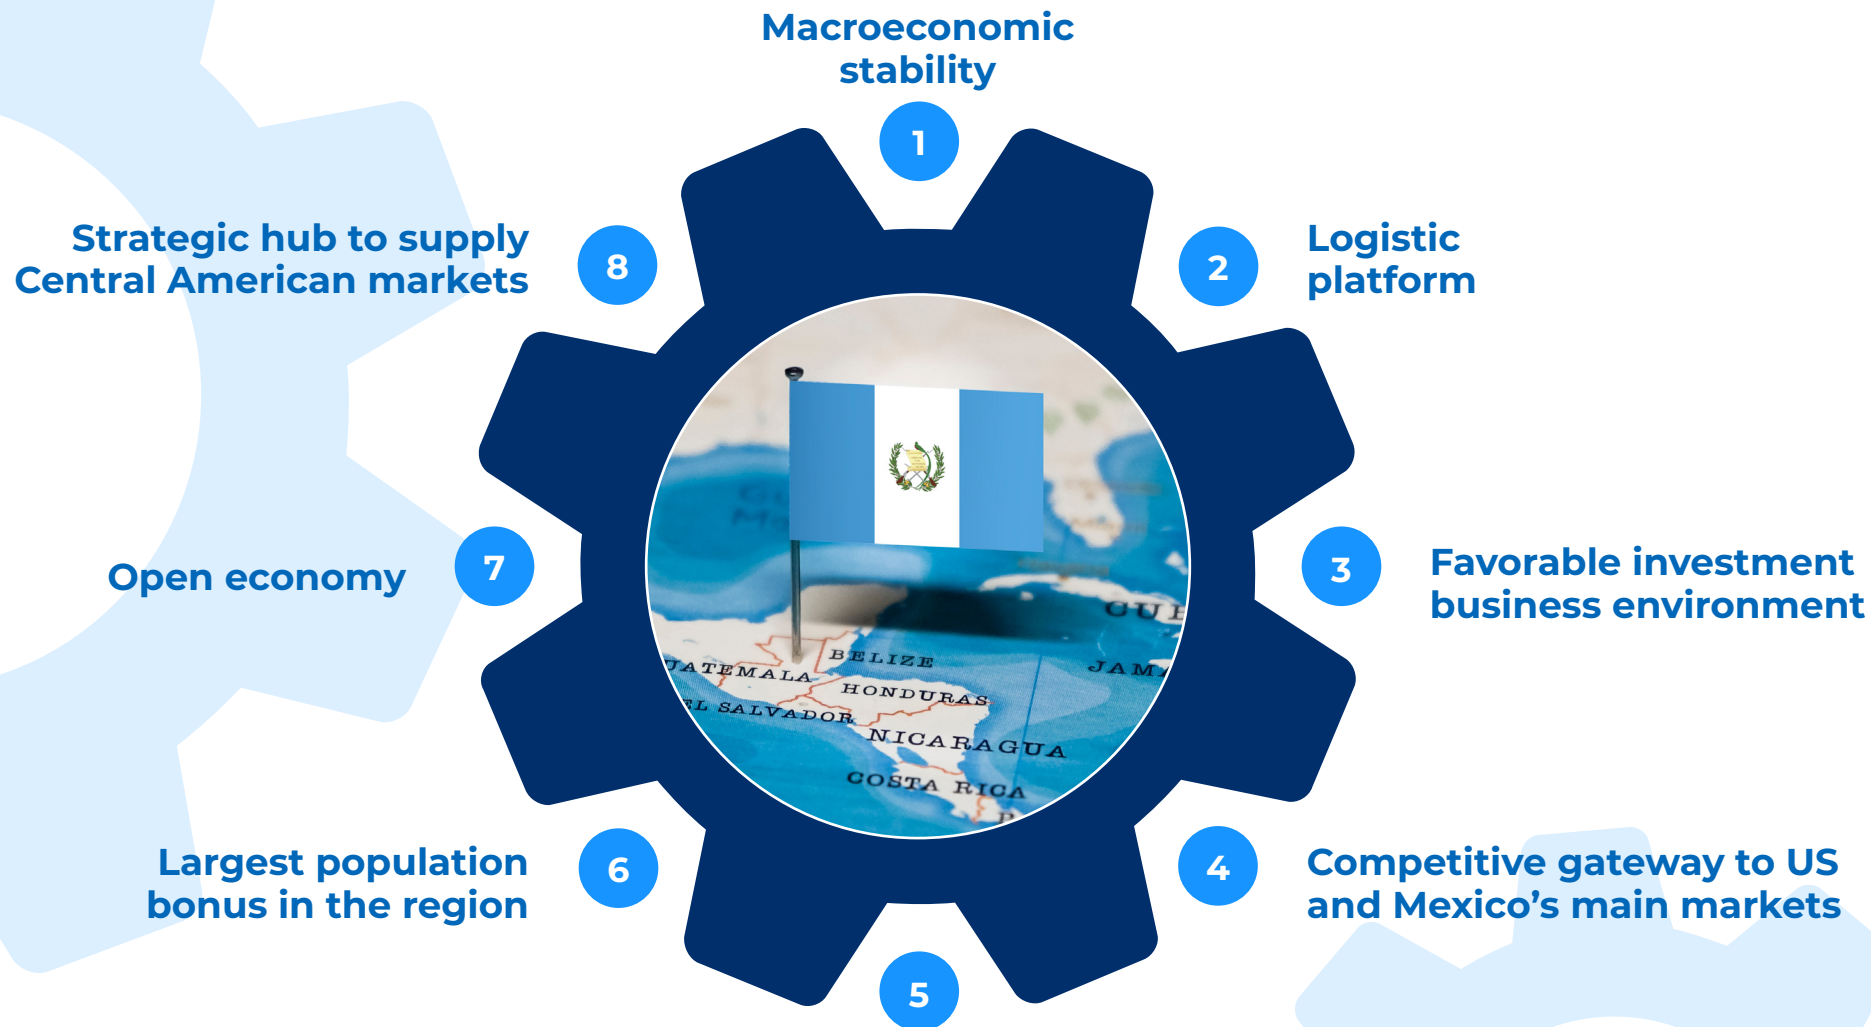 Macroeconomic
stability
1
Strategic hub to supply
Central American markets
8
2
Logistic
platform
Open economy
7
3
Favorable investment
business environment
BELIZE
HONDURAS
EL SALVADOR
NICARAGUA
COSTA RICA
Largest population
bonus in the region
6
4
Competitive gateway to US
and Mexico's main markets
5